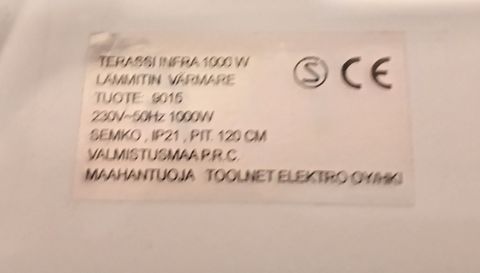 TERASSI INFRA 1000 W
LÄMMITIN VÄRMARE
TUOTE : 9015
230V~50Hz 1000W
SEMKO , IP21 , PIT. 120 CM
VALMISTUSMAA P.R.C.
MAAHANTUOJA TOOLNET ELEKTRO OY/HKI
S CE